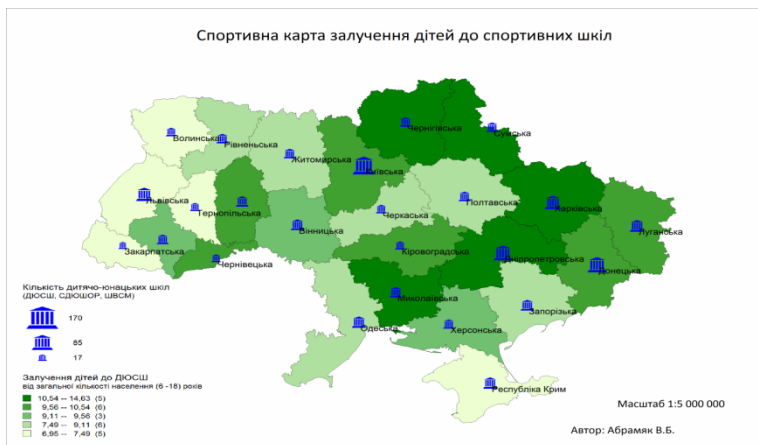 Спортивна карта залучення дітей до спортивних шкіл
Волинська
Рівненьська
Житомирська
Київська
Чернігівська
Сумська
Львівська
Тернопільська
Вінницька
Черкаська
Полтавська
Харківська
Луганська
Закарпатська
Чернівецька
Кіровоградська
Дніпропетровська
Донецька
Миколаївська
Одеська
Херсонська
Запорізька
Республіка Крим
Кількість дитячо-юнацьких шкіл
(ДЮСШ, СДЮШОР, ШВСМ)
170
85
17
Залучення дітей до ДЮСШ
від загальної кількості населення (6 -18) років
10,54 -- 14,63 (5)
9,56 -- 10,54 (6)
9,11 -- 9,56 (3)
7,49 -- 9,11 (6)
6,95 -- 7,49 (5)
Масштаб 1:5 000 000
Автор: Абрамяк В.Б.